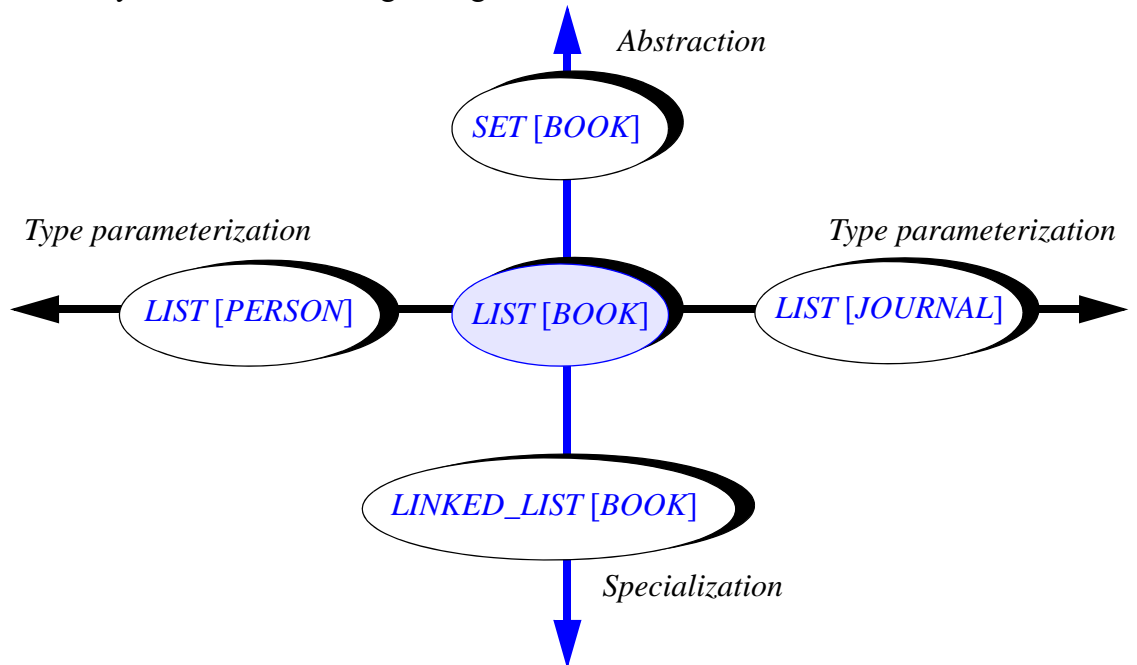 Abstraction
SET [BOOK]
Type parameterization
Type parameterization
LIST [PERSON]
LIST [BOOK]
LIST [JOURNAL]
LINKED_LIST [BOOK]
Specialization